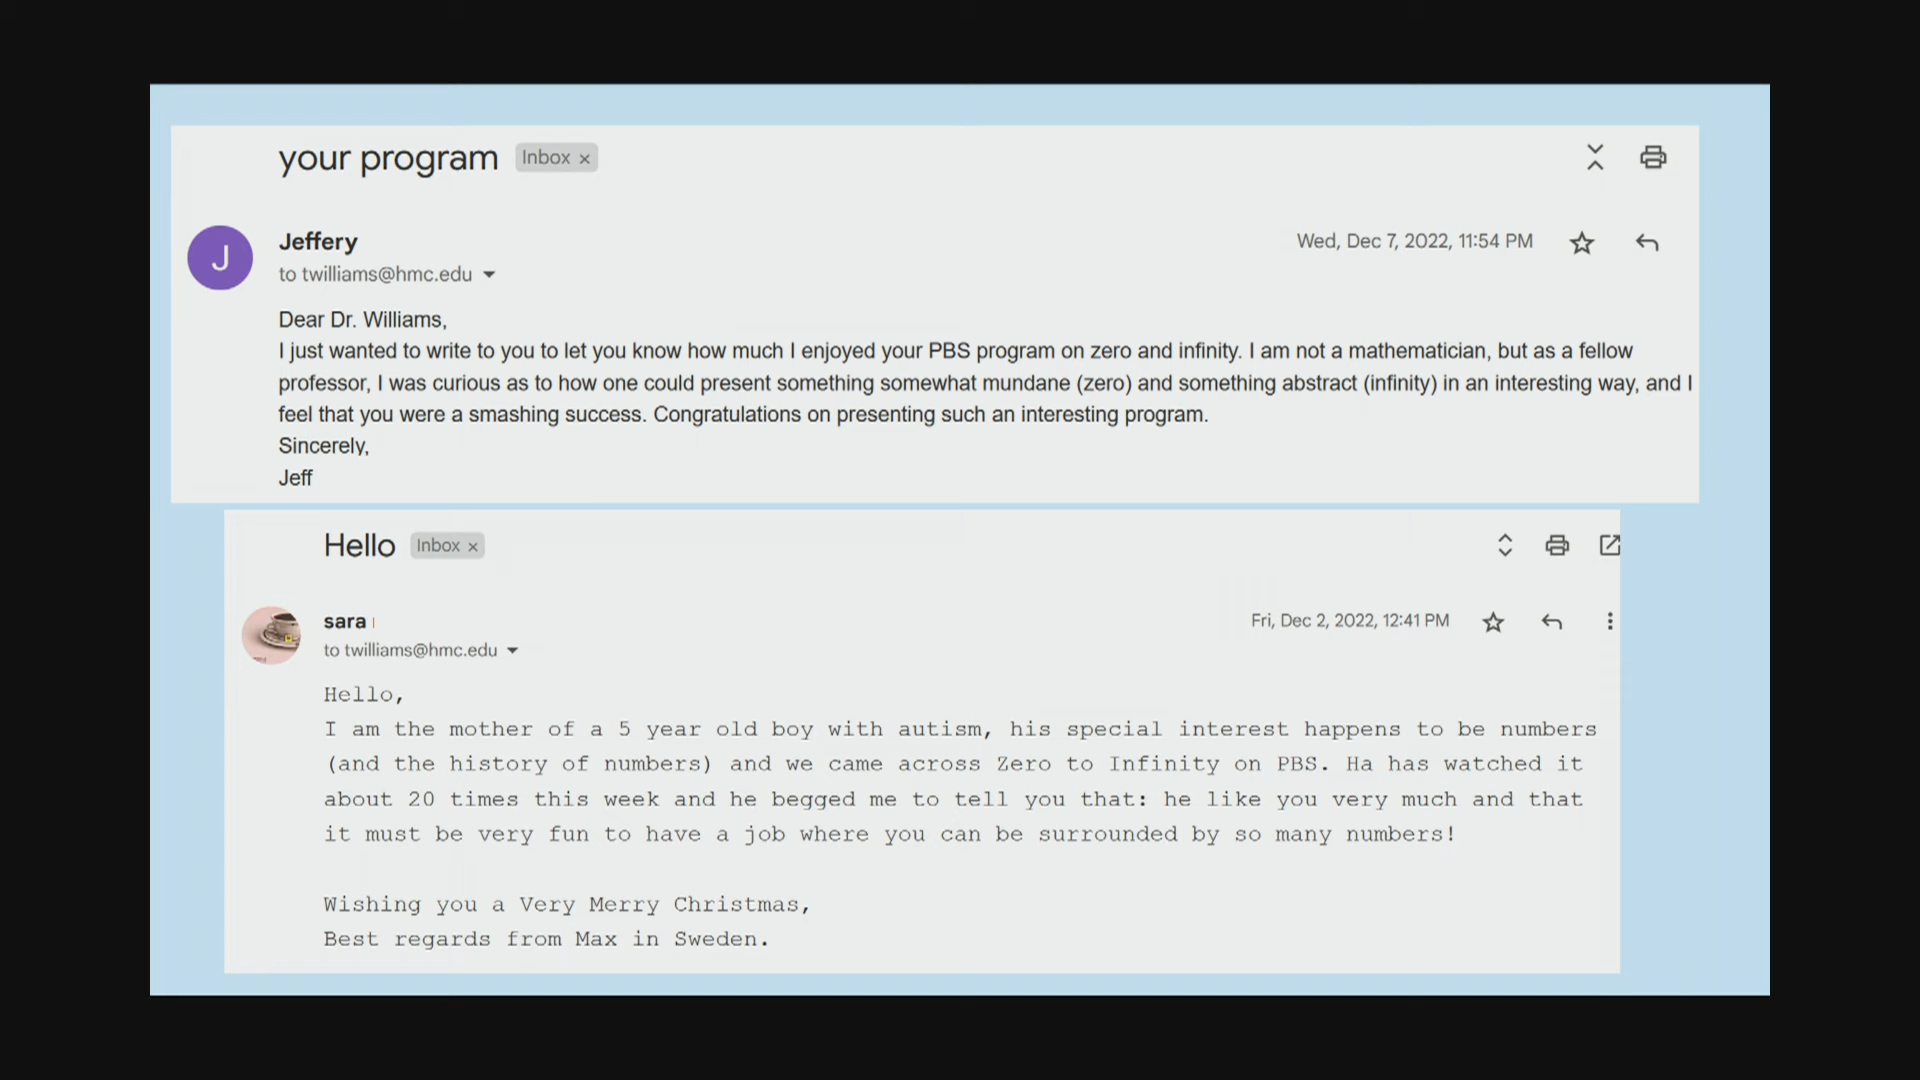 your program Inbox ×
Jeffery
Wed, Dec 7, 2022, 11:54 PM
J
to twilliams@hmc.edu
Dear Dr. Williams,
I just wanted to write to you to let you know how much I enjoyed your PBS program on zero and infinity. I am not a mathematician, but as a fellow
professor, I was curious as to how one could present something somewhat mundane (zero) and something abstract (infinity) in an interesting way, and I
feel that you were a smashing success. Congratulations on presenting such an interesting program.
Sincerely,
Jeff
Hello Inbox ×
sara
Fri, Dec 2, 2022, 12:41 PM
to twilliams@hmc.edu
Hello,
I am the mother of a 5 year old boy with autism, his special interest happens to be numbers
(and the history of numbers) and we came across Zero to Infinity on PBS. Ha has watched it
about 20 times this week and he begged me to tell you that: he like you very much and that
it must be very fun to have a job where you can be surrounded by so many numbers!
Wishing you a Very Merry Christmas,
Best regards from Max in Sweden.